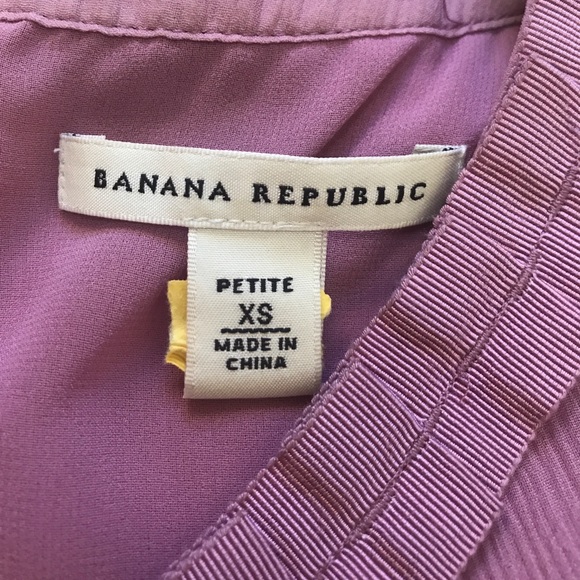 BANANA REPUBLIC
PETITE
XS
MADE IN
CHINA